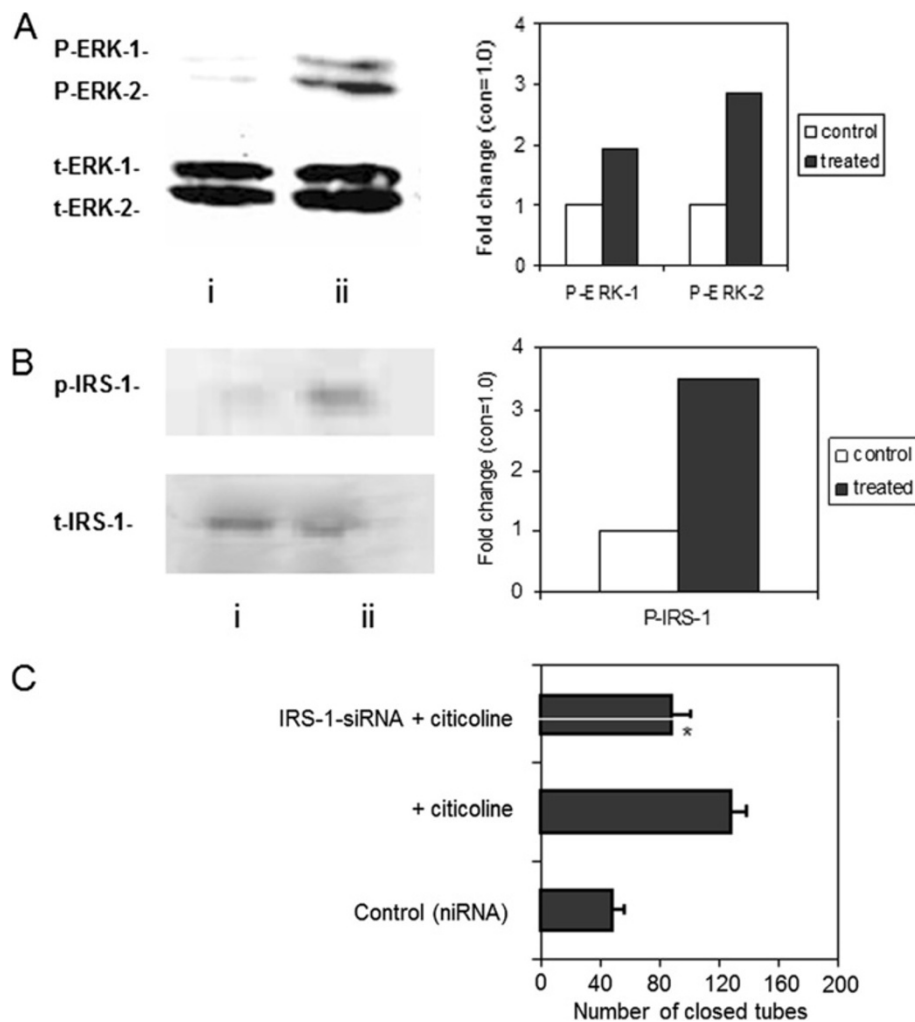 A
P-ERK-1-
P-ERK-2-
t-ERK-1-
t-ERK-2-
i ii
Fold change (con=1.0)
4
3
2
1
0
P-ERK-1 P-ERK-2
control
treated
B
p-IRS-1-
t-IRS-1-
i ii
Fold change (con=1.0)
4
3
2
1
0
P-IRS-1
control
treated
C
IRS-1-siRNA + citicoline
*
+ citicoline
Control (niRNA)
0 40 80 120 160 200
Number of closed tubes